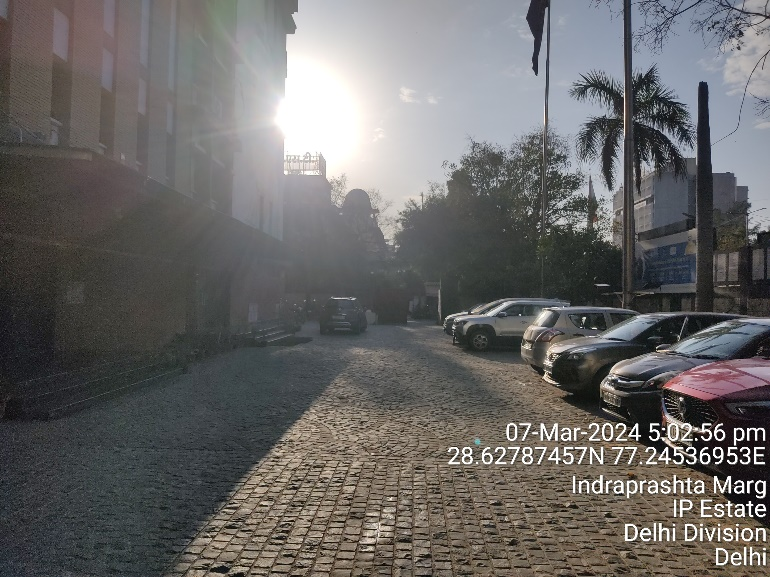 07-Mar-2024 5:02:56 pm
28.62787457N 77.24536953E
Indraprashta Marg
IP Estate
Delhi Division
Delhi